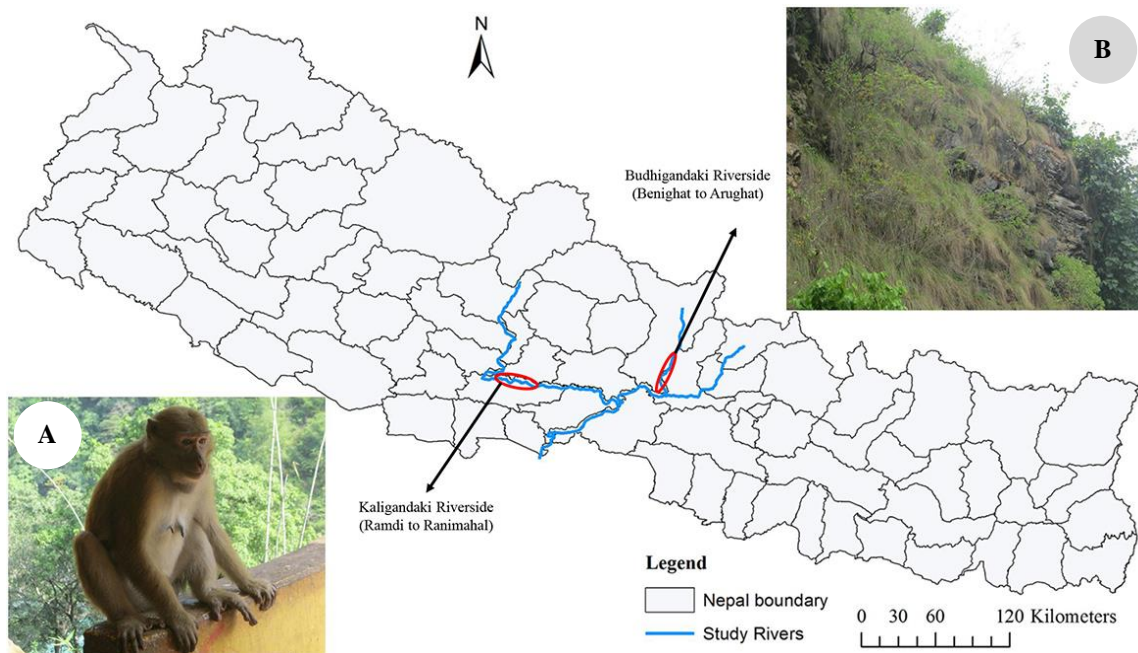 N
B
Budhigandaki Riverside
(Benighat to Arughat)
A
Kaligandaki Riverside
(Ramdi to Ranimahal)
Legend
Nepal boundary
Study Rivers
0 30 60 120 Kilometers